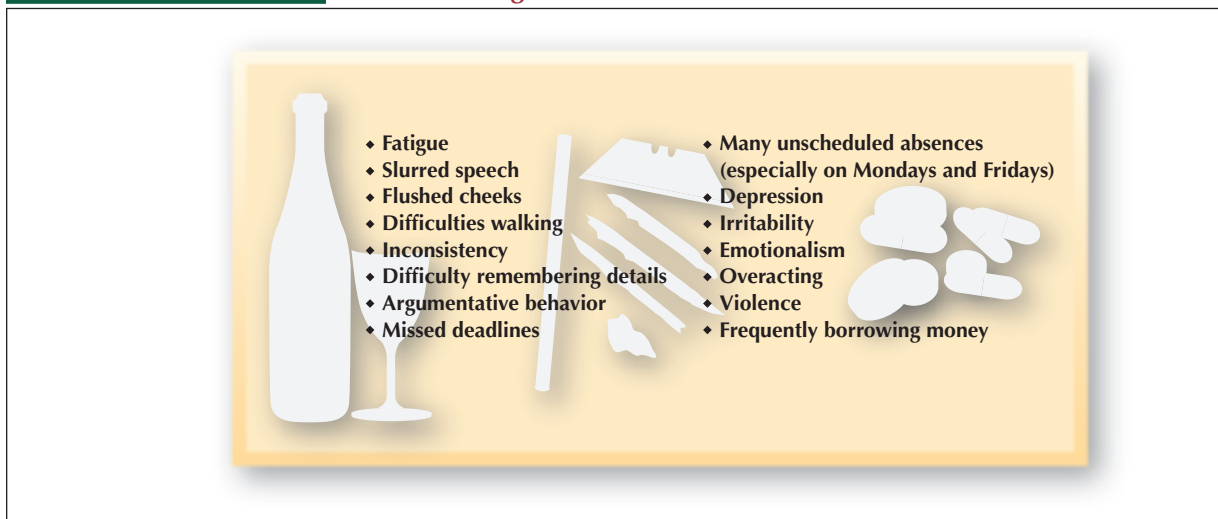 ◆ Fatigue
◆ Slurred speech
◆ Flushed cheeks
◆ Difficulties walking
◆ Inconsistency
◆ Difficulty remembering details
◆ Argumentative behavior
◆ Missed deadlines
◆ Many unscheduled absences
(especially on Mondays and Fridays)
◆ Depression
◆ Irritability
◆ Emotionalism
◆ Overacting
◆ Violence
◆ Frequently borrowing money